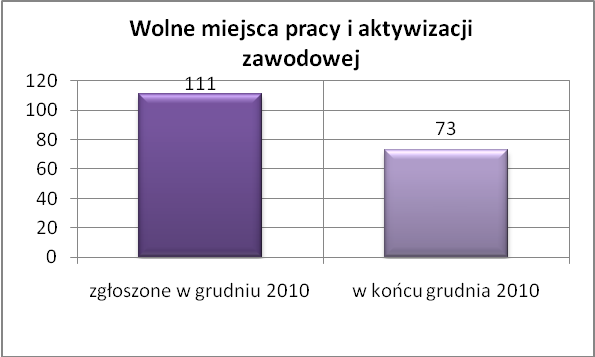 Wolne miejsca pracy i aktywizacji
zawodowej
120
100
80
60
40
20
0
111
73
zgłoszone w grudniu 2010
w końcu grudnia 2010